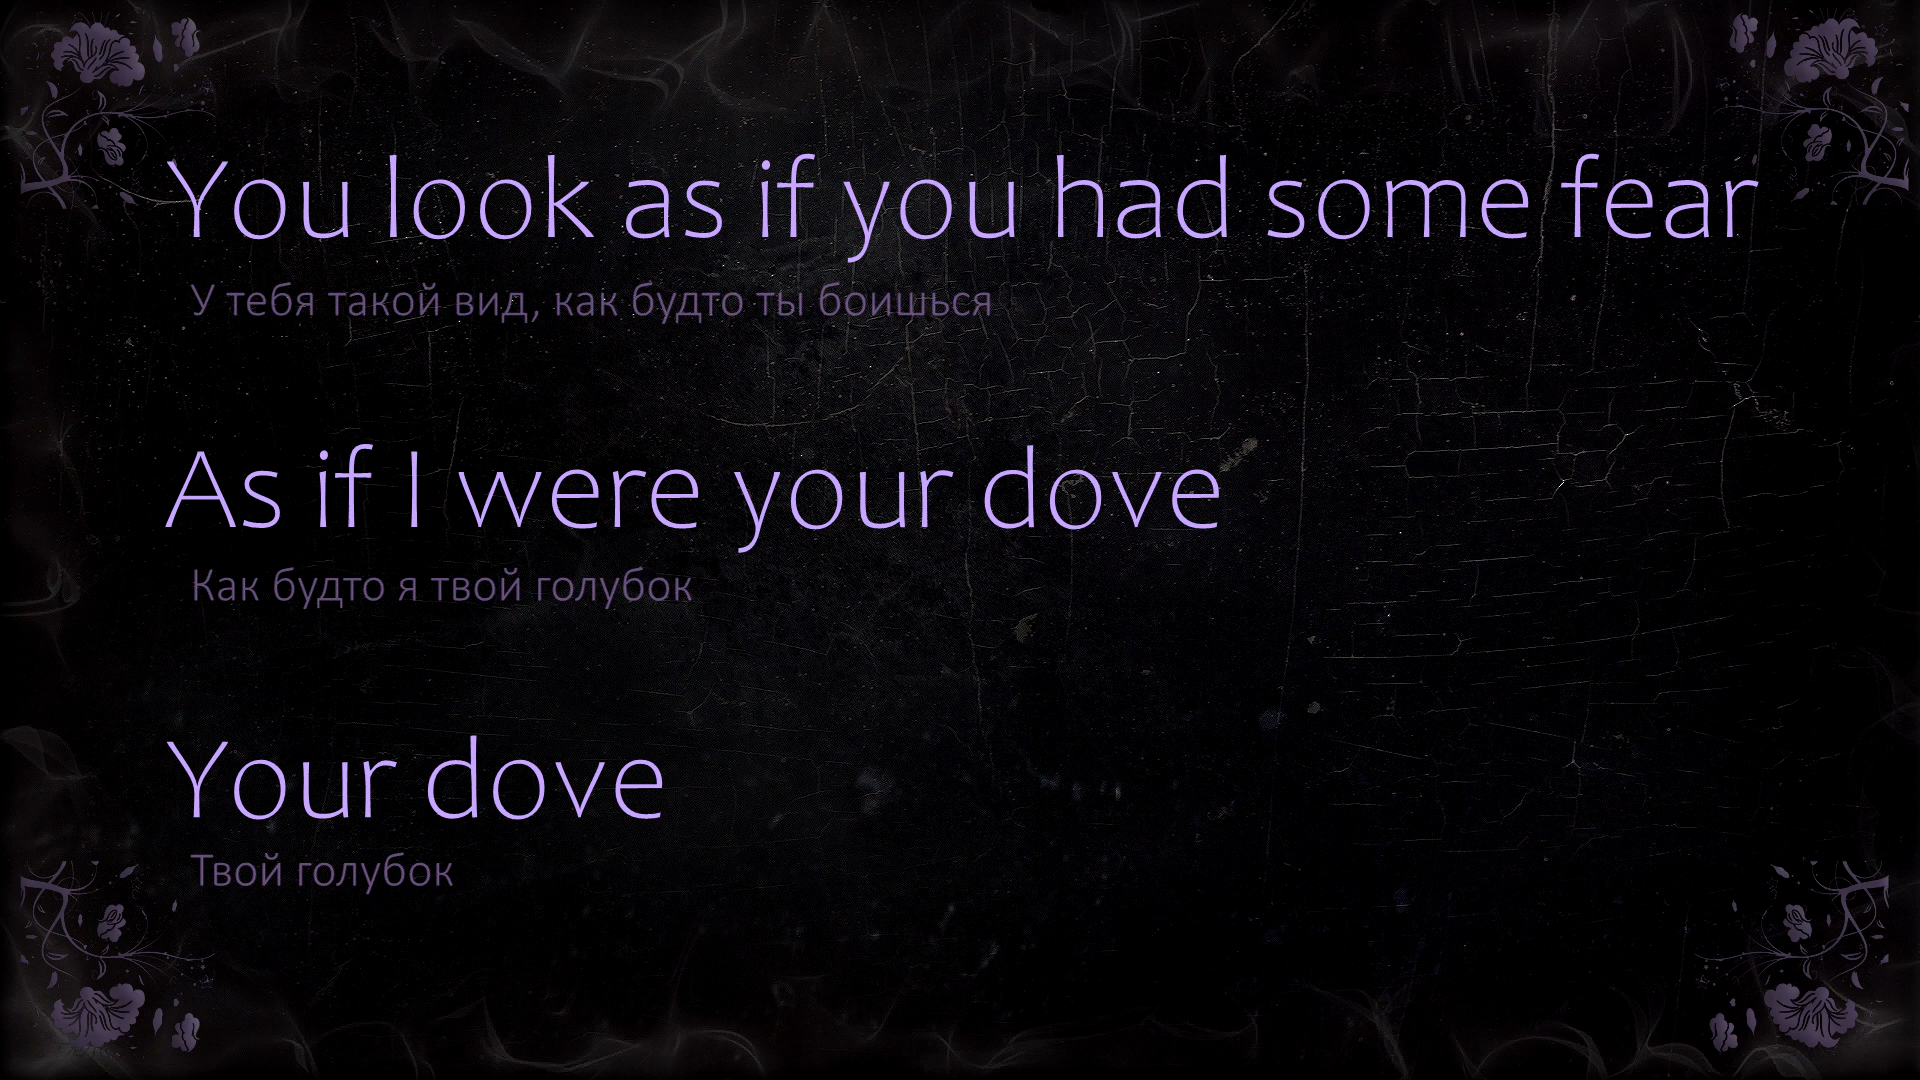 You look as if you had some fear
У тебя такой вид, как будто ты боишься
As if I were your dove
Как будто я твой голубок
Your dove
Твой голубок